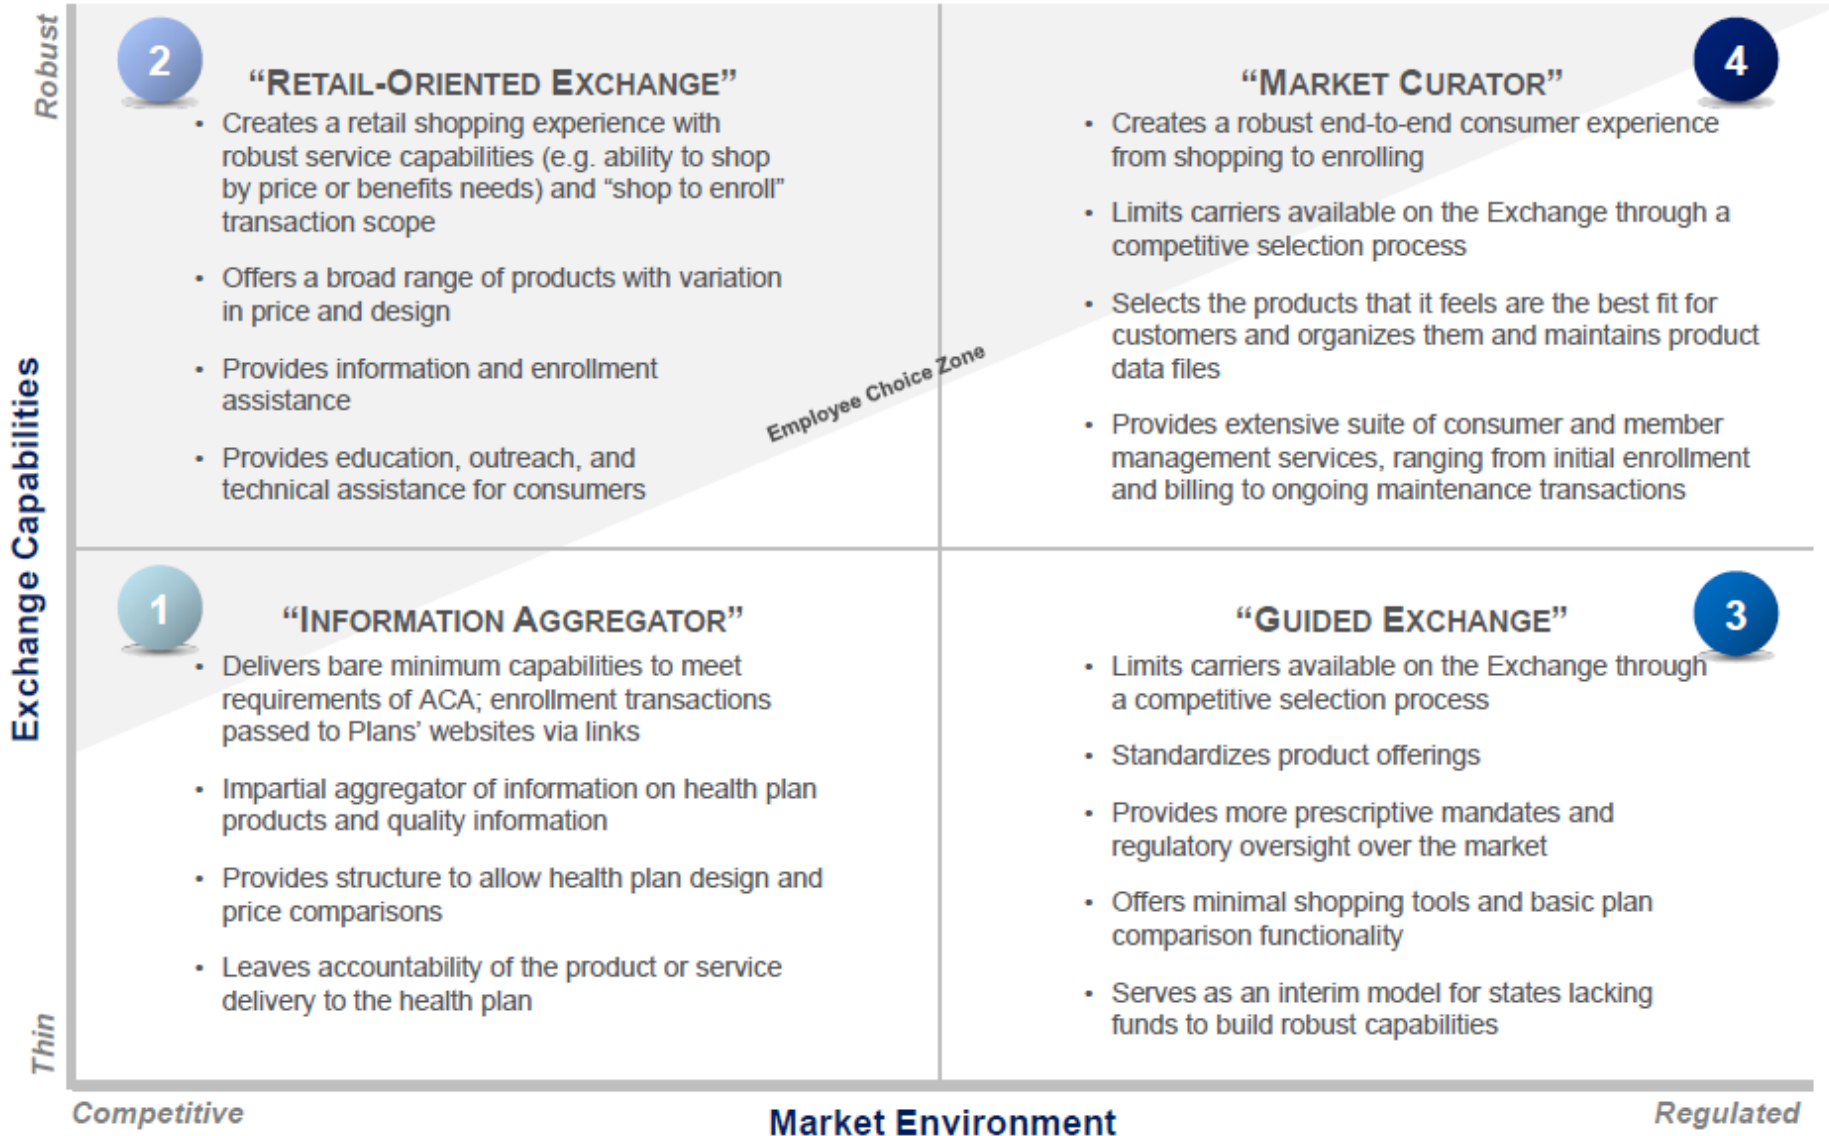 Robust
2
“RETAIL-ORIENTED EXCHANGE”
• Creates a retail shopping experience with
robust service capabilities (e.g. ability to shop
by price or benefits needs) and “shop to enroll”
transaction scope
• Offers a broad range of products with variation
in price and design
• Provides information and enrollment
assistance
• Provides education, outreach, and
technical assistance for consumers
Employee Choice Zone
4
“MARKET CURATOR”
• Creates a robust end-to-end consumer experience
from shopping to enrolling
• Limits carriers available on the Exchange through a
competitive selection process
• Selects the products that it feels are the best fit for
customers and organizes them and maintains product
data files
• Provides extensive suite of consumer and member
management services, ranging from initial enrollment
and billing to ongoing maintenance transactions
Exchange Capabilities
1
“INFORMATION AGGREGATOR”
• Delivers bare minimum capabilities to meet
requirements of ACA; enrollment transactions
passed to Plans’ websites via links
• Impartial aggregator of information on health plan
products and quality information
• Provides structure to allow health plan design and
price comparisons
• Leaves accountability of the product or service
delivery to the health plan
3
“GUIDED EXCHANGE”
• Limits carriers available on the Exchange through
a competitive selection process
• Standardizes product offerings
• Provides more prescriptive mandates and
regulatory oversight over the market
• Offers minimal shopping tools and basic plan
comparison functionality
• Serves as an interim model for states lacking
funds to build robust capabilities
Thin
Competitive
Market Environment
Regulated